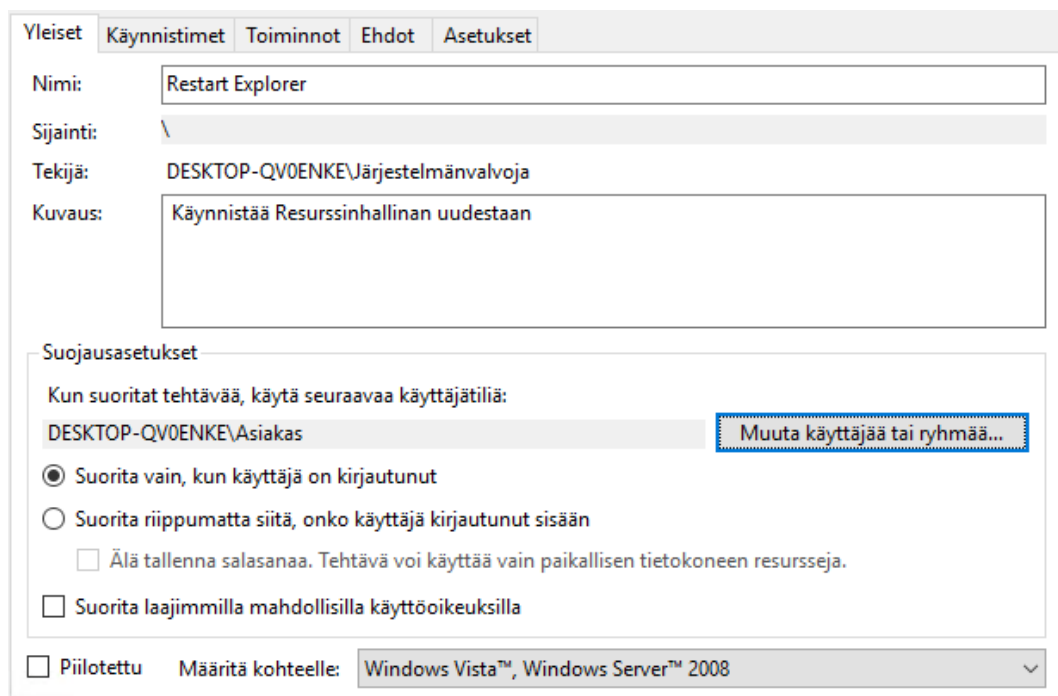 Yleiset Käynnistimet Toiminnot Ehdot Asetukset
Nimi: Restart Explorer
Sijainti: \
Tekijä: DESKTOP-QV0ENKE\Järjestelmänvalvoja
Kuvaus: Käynnistää Resurssinhallinan uudestaan
Suojausasetukset
Kun suoritat tehtävää, käytä seuraavaa käyttäjätiliä:
DESKTOP-QV0ENKE\Asiakas Muuta käyttäjää tai ryhmää...
Suorita vain, kun käyttäjä on kirjautunut
Suorita riippumatta siitä, onko käyttäjä kirjautunut sisään
Älä tallenna salasanaa. Tehtävä voi käyttää vain paikallisen tietokoneen resursseja.
Suorita laajimmilla mahdollisilla käyttöoikeuksilla
Piilotettu Määritä kohteelle: Windows Vista™, Windows Server™ 2008